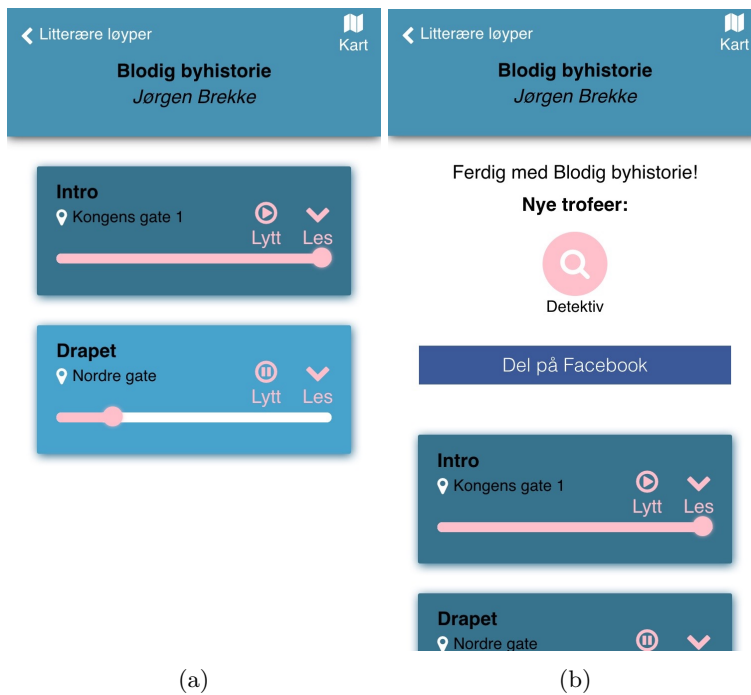 Litterære løyper
Kart
Blodig byhistorie
Jørgen Brekke
Intro
Kongens gate 1
Lytt Les
Drapet
Nordre gate
Lytt Les
(a)
Litterære løyper
Kart
Blodig byhistorie
Jørgen Brekke
Ferdig med Blodig byhistorie!
Nye trofeer:
Detektiv
Del på Facebook
Intro
Kongens gate 1
Lytt Les
Drapet
Nordre gate
(b)